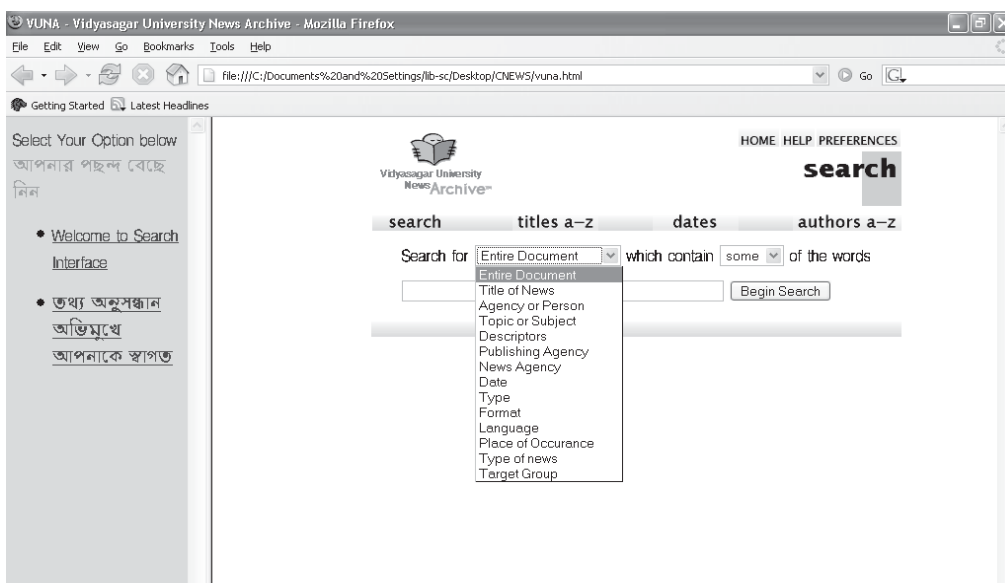 VUNA - Vidyasagar University News Archive - Mozilla Firefox
File Edit View Go Bookmarks Tools Help
file:///C:/Documents%20and%20Settings/lib-sc/Desktop/CNEWS/vuna.html Go G
Getting Started Latest Headlines
Select Your Option below
আপনার পছন্দ বেছে
নিন
Welcome to Search
Interface
তথ্য অনুসন্ধান
অভিমুখে
আপনাকে স্বাগত
Vidyasagar University
News Archive
HOME HELP PREFERENCES
search
search titles a-z dates authors a-z
Search for Entire Document which contain some of the words
Begin Search
Entire Document
Title of News
Agency or Person
Topic or Subject
Descriptors
Publishing Agency
News Agency
Date
Type
Format
Language
Place of Occurance
Type of news
Target Group